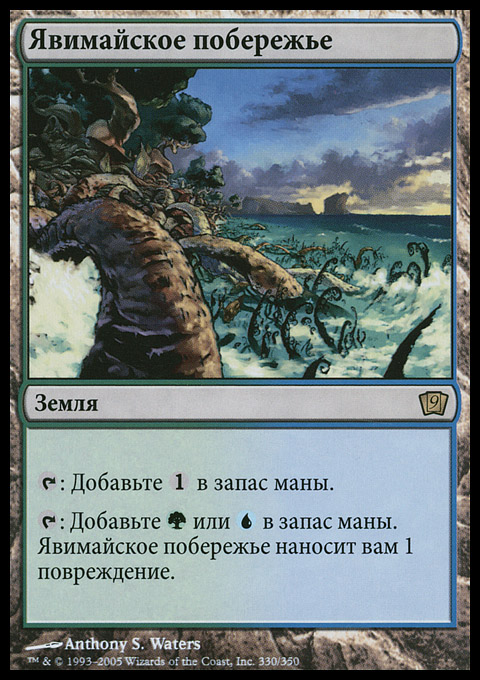 Явимайское побережье
Земля
9
: Добавьте 1 в запас маны.
: Добавьте или в запас маны.
Явимайское побережье наносит вам 1
повреждение.
Anthony S. Waters
™ & © 1993–2005 Wizards of the Coast, Inc. 330/350